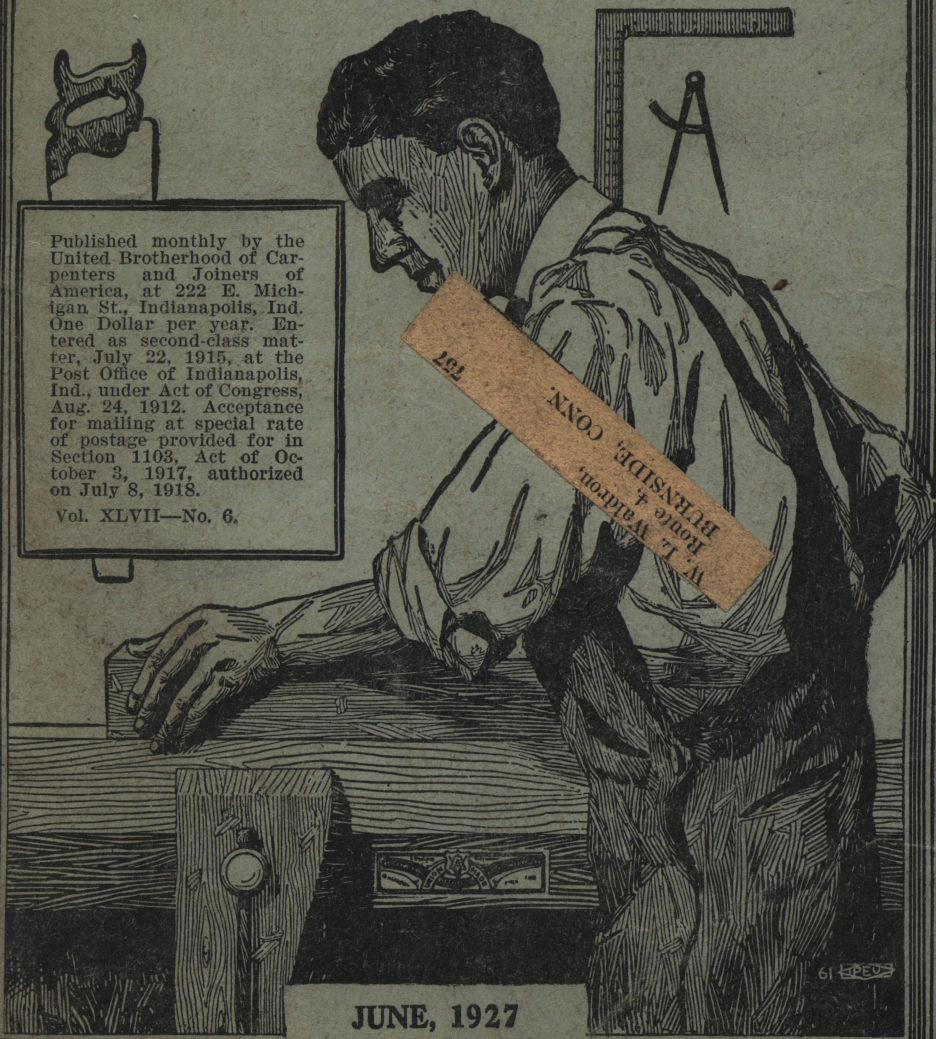 Published monthly by the
United Brotherhood of Car-
penters and Joiners of
America, at 222 E. Mich-
igan St., Indianapolis, Ind.
One Dollar per year. En-
tered as second-class mat-
ter, July 22, 1915, at the
Post Office of Indianapolis,
Ind., under Act of Congress,
Aug. 24, 1912. Acceptance
for mailing at special rate
of postage provided for in
Section 1103, Act of Oc-
tober 3, 1917, authorized
on July 8, 1918.
Vol. XLVII—No. 6.
757
W. L. Waldron,
Route 4,
BURNSIDE, CONN.
61
JUNE, 1927